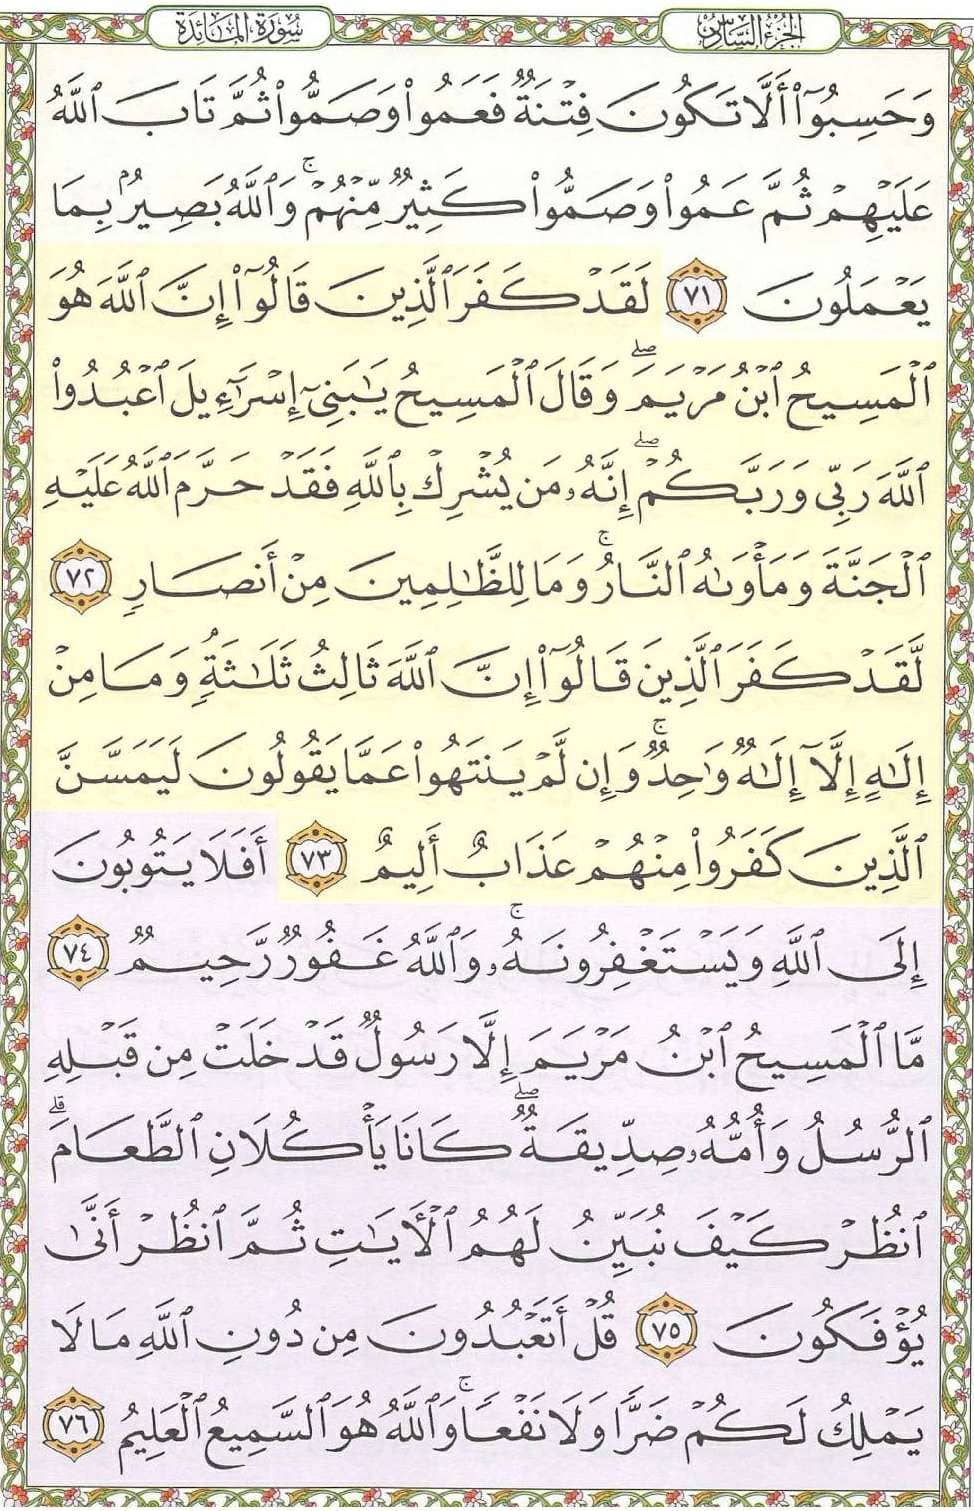 الجزء السادس
سورة المائدة
وَحَسِبُوٓا۟ أَلَّا تَكُونَ فِتْنَةٌ فَعَمُوا۟ وَصَمُّوا۟ ثُمَّ تَابَ ٱللَّهُ
عَلَيْهِمْ ثُمَّ عَمُوا۟ وَصَمُّوا۟ كَثِيرٌ مِّنْهُمْ ۚ وَٱللَّهُ بَصِيرٌۢ بِمَا
يَعْمَلُونَ ٧١ لَقَدْ كَفَرَ ٱلَّذِينَ قَالُوٓا۟ إِنَّ ٱللَّهَ هُوَ
ٱلْمَسِيحُ ٱبْنُ مَرْيَمَ ۖ وَقَالَ ٱلْمَسِيحُ يَٰبَنِىٓ إِسْرَٰٓءِيلَ ٱعْبُدُوا۟
ٱللَّهَ رَبِّى وَرَبَّكُمْ ۖ إِنَّهُۥ مَن يُشْرِكْ بِٱللَّهِ فَقَدْ حَرَّمَ ٱللَّهُ عَلَيْهِ
ٱلْجَنَّةَ وَمَأْوَىٰهُ ٱلنَّارُ ۖ وَمَا لِلظَّٰلِمِينَ مِنْ أَنصَارٍ ٧٢
لَّقَدْ كَفَرَ ٱلَّذِينَ قَالُوٓا۟ إِنَّ ٱللَّهَ ثَالِثُ ثَلَٰثَةٍ ۘ وَمَا مِنْ
إِلَٰهٍ إِلَّآ إِلَٰهٌ وَٰحِدٌ ۚ وَإِن لَّمْ يَنتَهُوا۟ عَمَّا يَقُولُونَ لَيَمَسَّنَّ
ٱلَّذِينَ كَفَرُوا۟ مِنْهُمْ عَذَابٌ أَلِيمٌ ٧٣ أَفَلَا يَتُوبُونَ
إِلَى ٱللَّهِ وَيَسْتَغْفِرُونَهُۥ ۚ وَٱللَّهُ غَفُورٌ رَّحِيمٌ ٧٤
مَّا ٱلْمَسِيحُ ٱبْنُ مَرْيَمَ إِلَّا رَسُولٌ قَدْ خَلَتْ مِن قَبْلِهِ
ٱلرُّسُلُ وَأُمُّهُۥ صِدِّيقَةٌ ۖ كَانَا يَأْكُلَانِ ٱلطَّعَامَ ۗ
ٱنظُرْ كَيْفَ نُبَيِّنُ لَهُمُ ٱلْءَايَٰتِ ثُمَّ ٱنظُرْ أَنَّىٰ
يُؤْفَكُونَ ٧٥ قُلْ أَتَعْبُدُونَ مِن دُونِ ٱللَّهِ مَا لَا
يَمْلِكُ لَكُمْ ضَرًّا وَلَا نَفْعًا ۚ وَٱللَّهُ هُوَ ٱلسَّمِيعُ ٱلْعَلِيمُ ٧٦